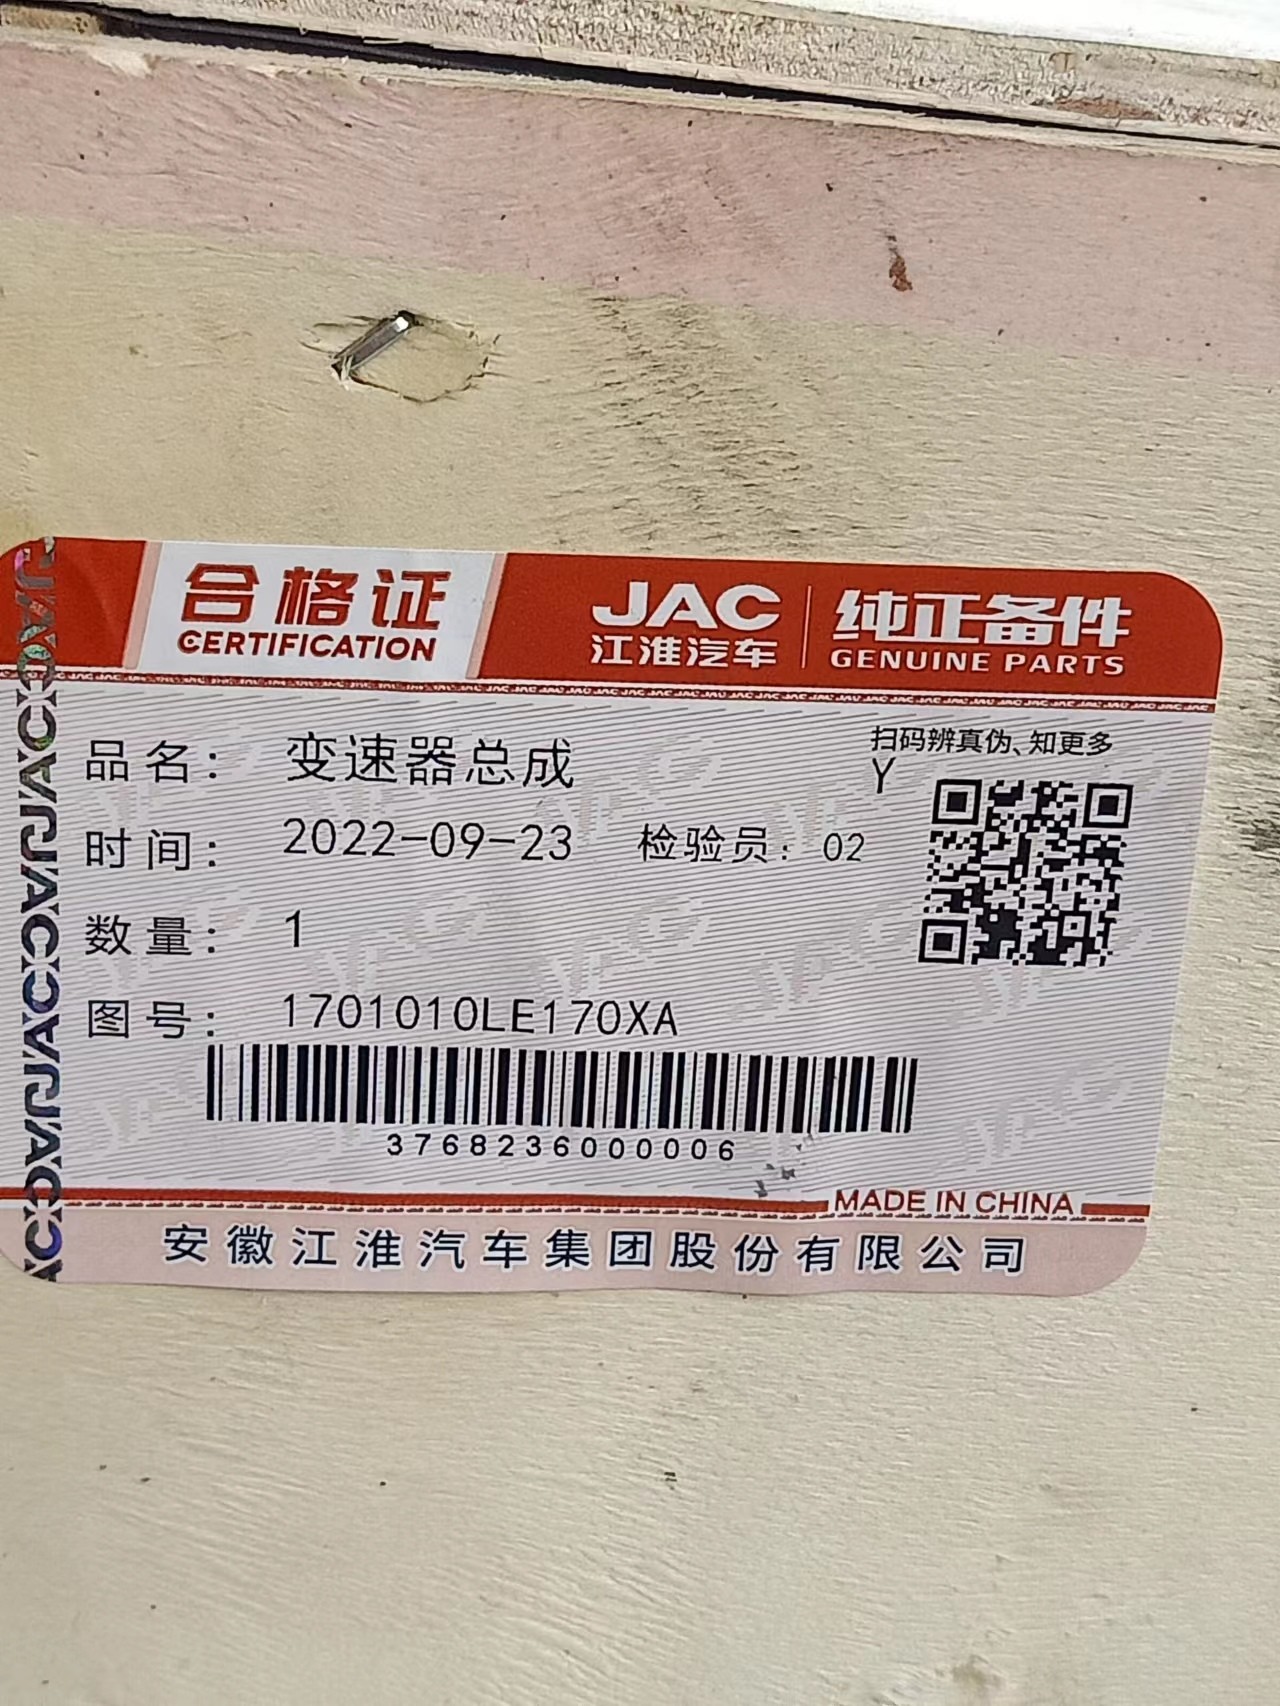 合格证
CERTIFICATION
JAC
江淮汽车
纯正备件
GENUINE PARTS
扫码辨真伪、知更多
Y
品名： 变速器总成
时间： 2022-09-23 检验员：02
数量： 1
图号： 1701010LE170XA
3768236000006
MADE IN CHINA
安徽江淮汽车集团股份有限公司